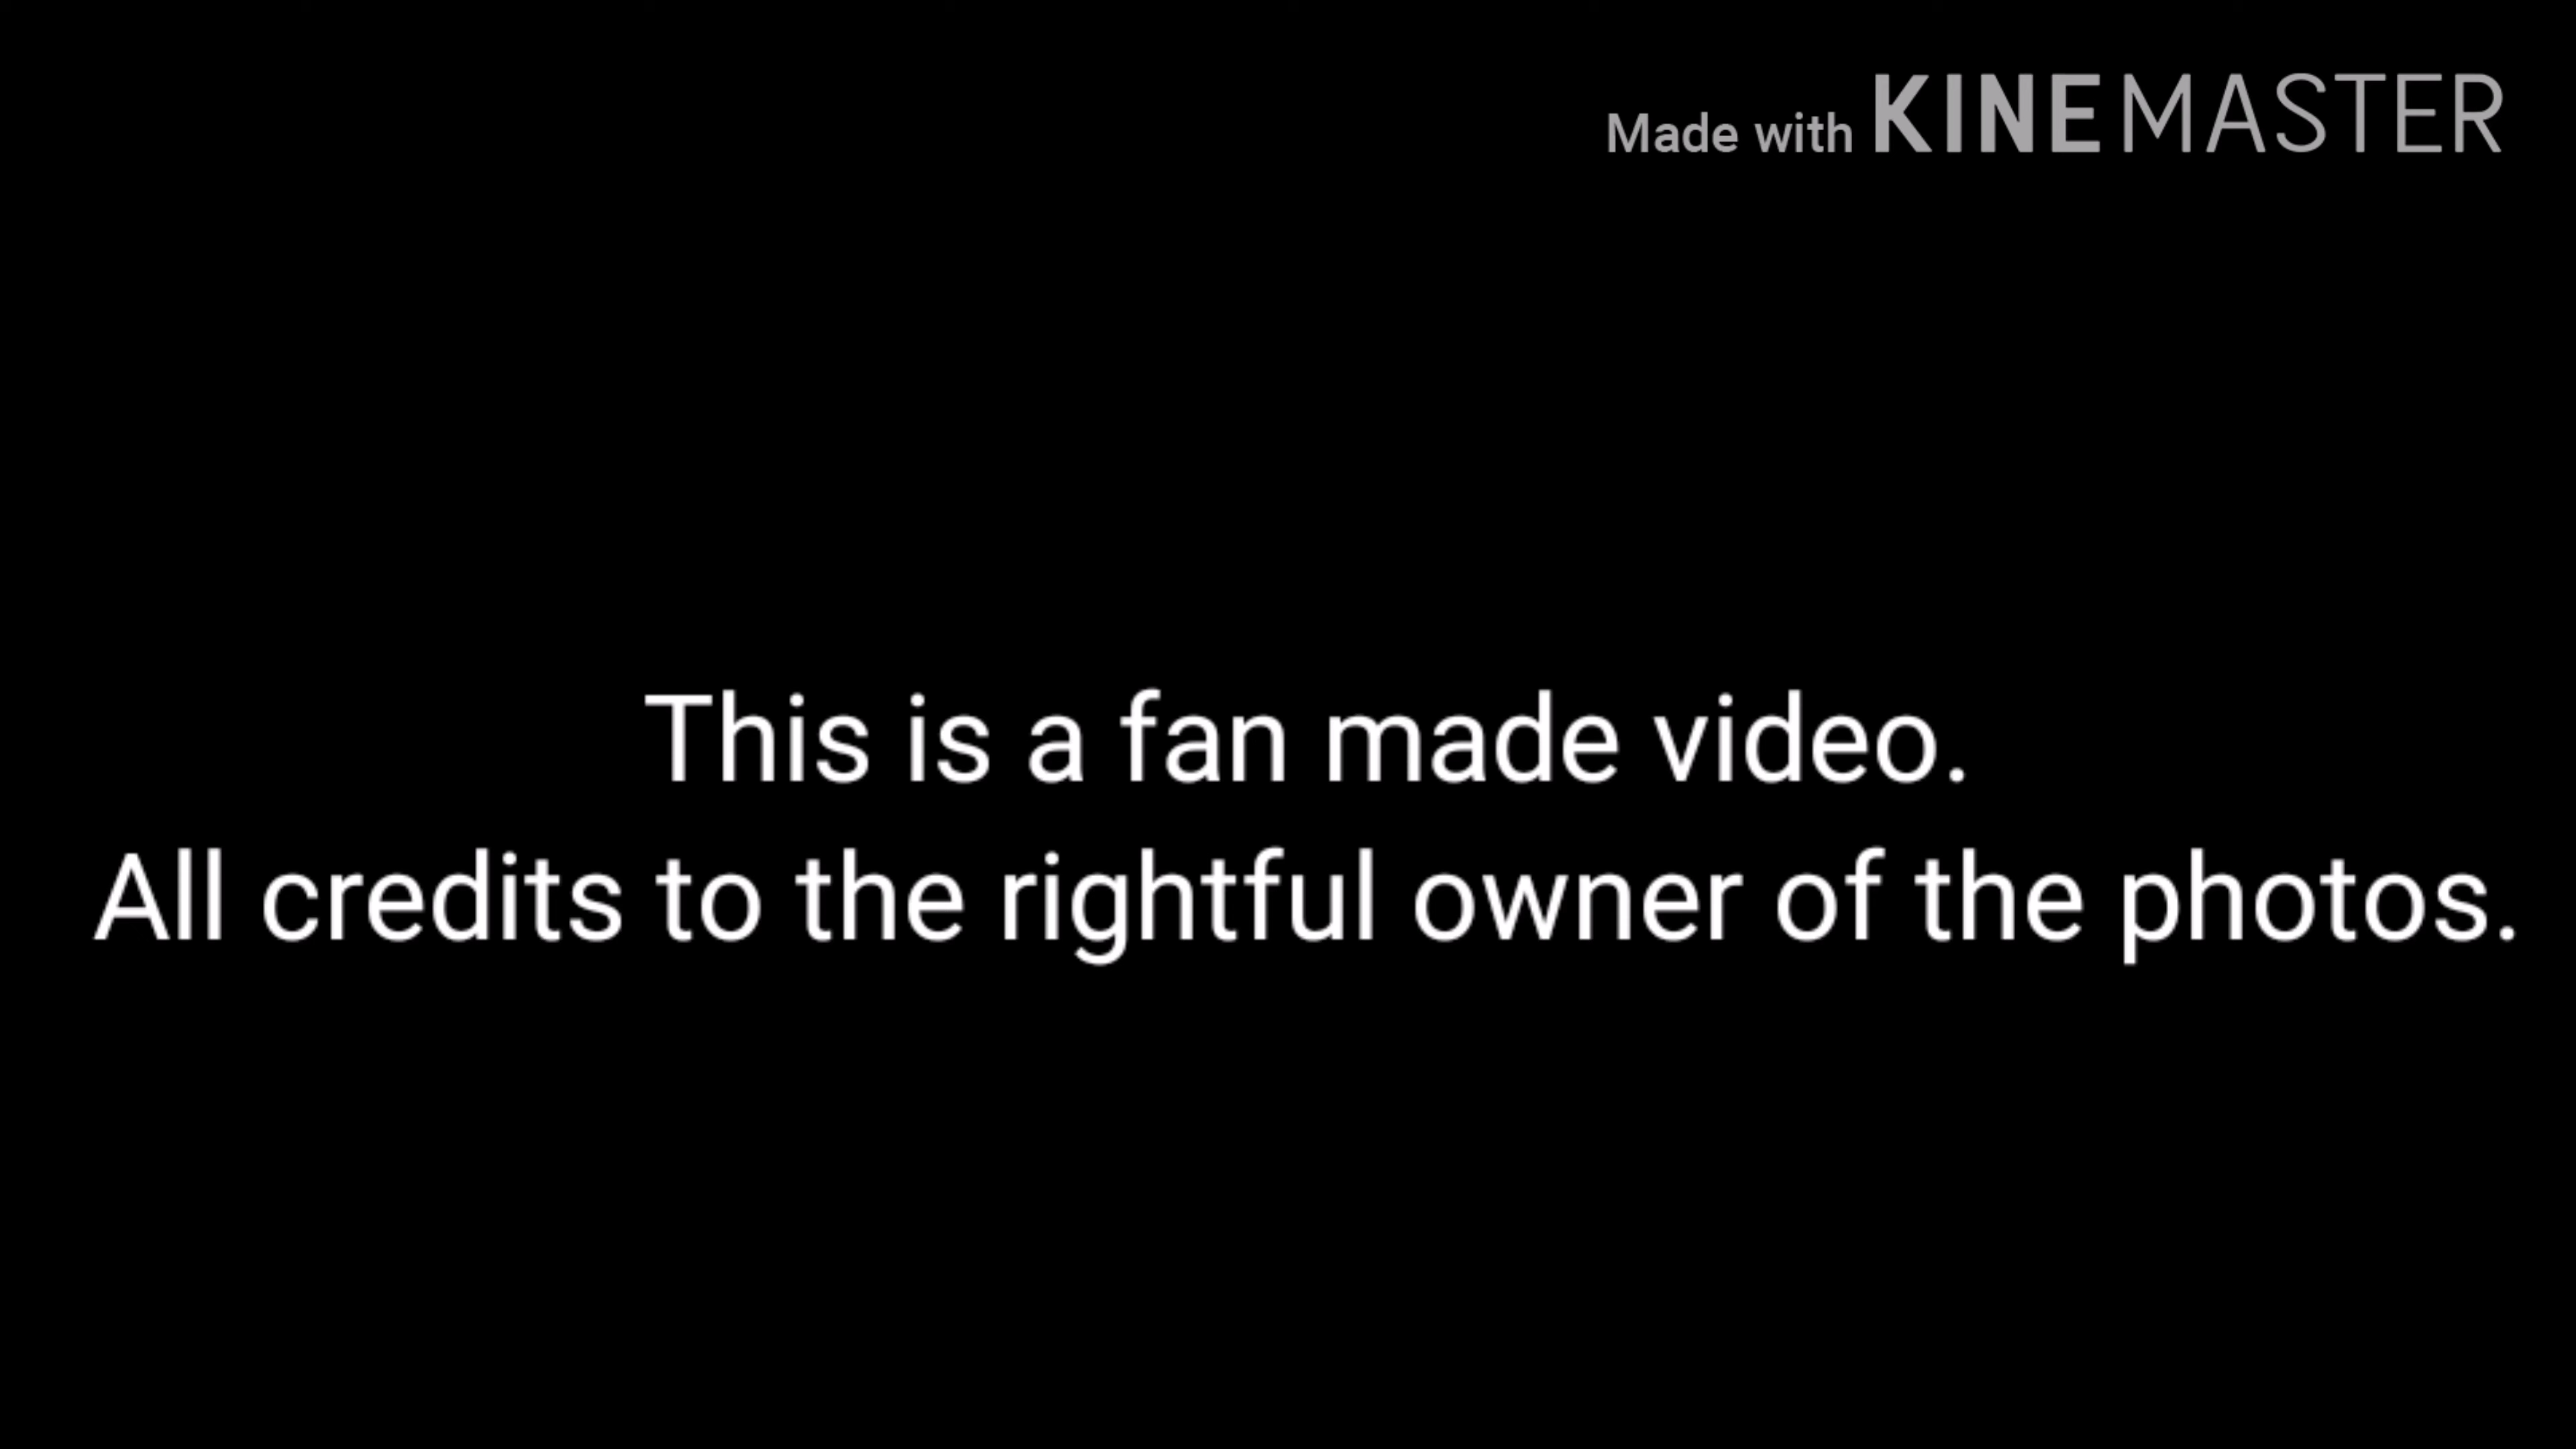 Made with KINEMASTER
This is a fan made video.
All credits to the rightful owner of the photos.